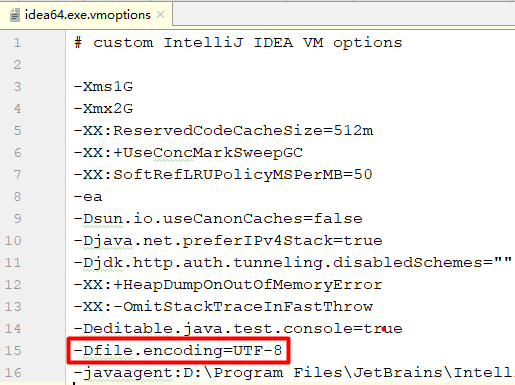 idea64.exe.vmoptions ×
1 # custom IntelliJ IDEA VM options
2
3 -Xms1G
4 -Xmx2G
5 -XX:ReservedCodeCacheSize=512m
6 -XX:+UseConcMarkSweepGC
7 -XX:SoftRefLRUPolicyMSPerMB=50
8 -ea
9 -Dsun.io.useCanonCaches=false
10 -Djava.net.preferIPv4Stack=true
11 -Djdk.http.auth.tunneling.disabledSchemes=""
12 -XX:+HeapDumpOnOutOfMemoryError
13 -XX:-OmitStackTraceInFastThrow
14 -Deditable.java.test.console=true
15 -Dfile.encoding=UTF-8
16 -javaagent:D:\Program Files\JetBrains\Intell